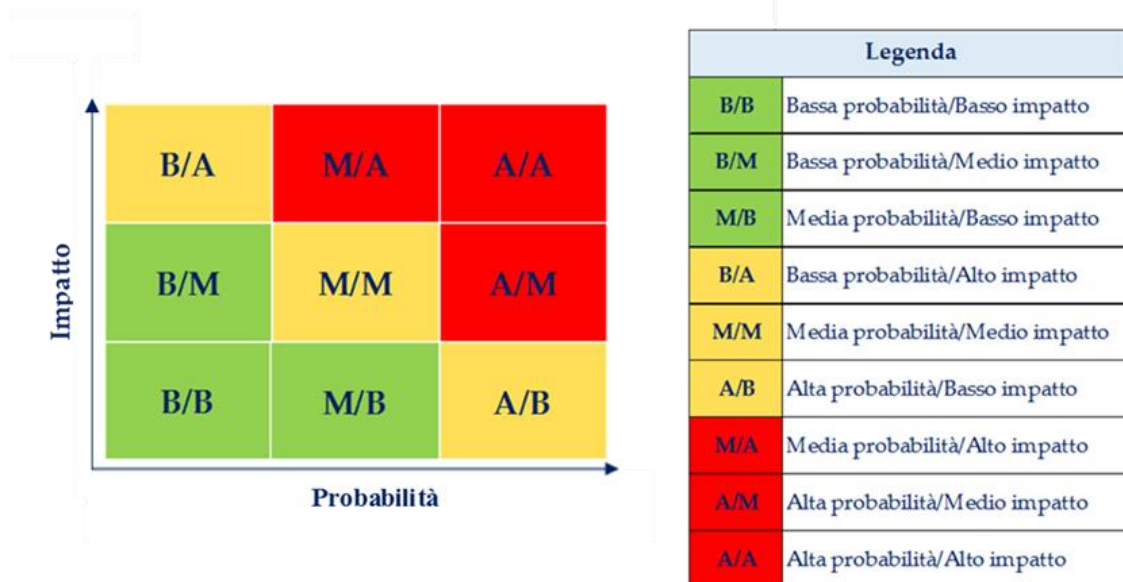 Impatto
B/A M/A A/A
B/M M/M A/M
B/B M/B A/B
Probabilità
Legenda
B/B Bassa probabilità/Basso impatto
B/M Bassa probabilità/Medio impatto
M/B Media probabilità/Basso impatto
B/A Bassa probabilità/Alto impatto
M/M Media probabilità/Medio impatto
A/B Alta probabilità/Basso impatto
M/A Media probabilità/Alto impatto
A/M Alta probabilità/Medio impatto
A/A Alta probabilità/Alto impatto